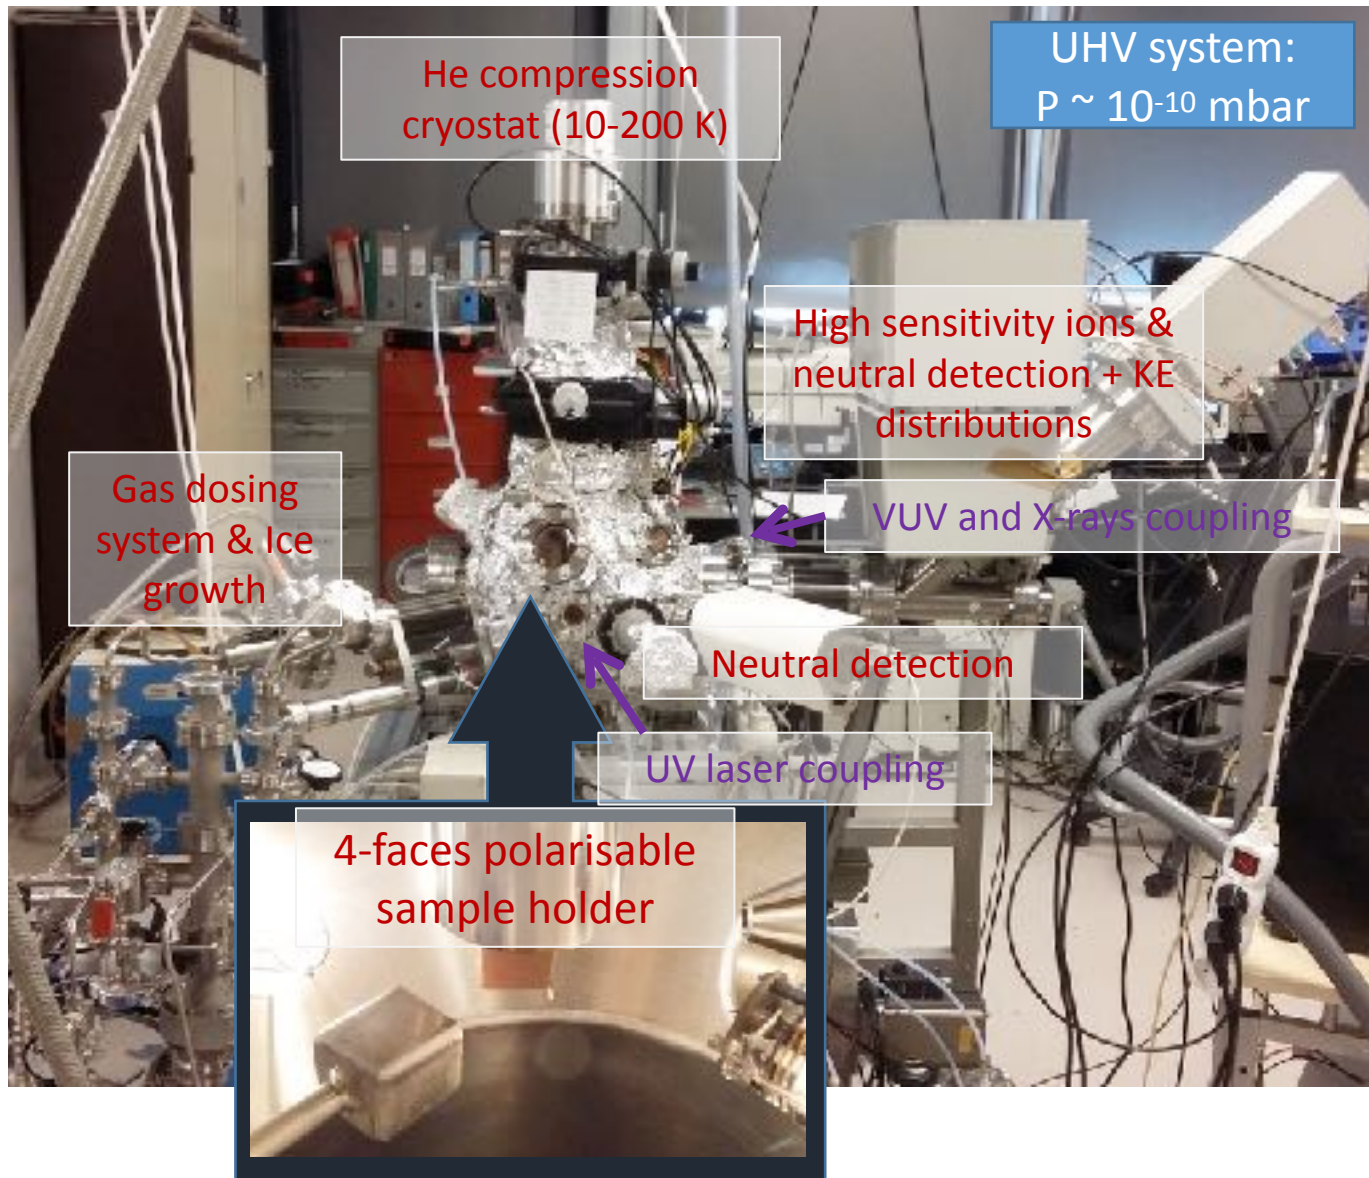 He compression
cryostat (10-200 K)
UHV system:
P ~ 10⁻¹⁰ mbar
High sensitivity ions &
neutral detection + KE
distributions
Gas dosing
system & Ice
growth
VUV and X-rays coupling
Neutral detection
UV laser coupling
4-faces polarisable
sample holder